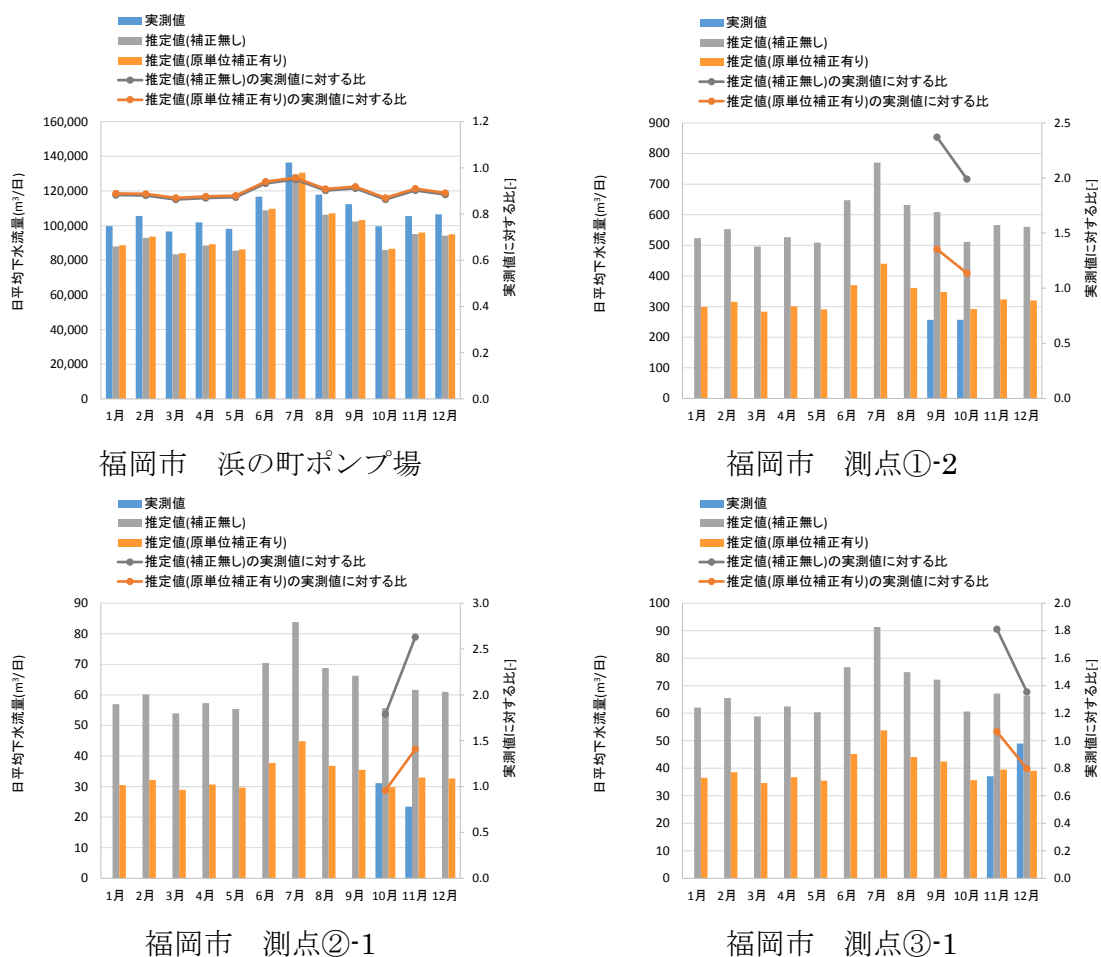 実測値
推定値(補正無し)
推定値(原単位補正有り)
推定値(補正無し)の実測値に対する比
推定値(原単位補正有り)の実測値に対する比
日平均下水流量(m³/日)
160,000
140,000
120,000
100,000
80,000
60,000
40,000
20,000
0
1.2
1.0
0.8
0.6
0.4
0.2
0.0
実測値に対する比[-]
1月 2月 3月 4月 5月 6月 7月 8月 9月 10月 11月 12月
福岡市 浜の町ポンプ場
実測値
推定値(補正無し)
推定値(原単位補正有り)
推定値(補正無し)の実測値に対する比
推定値(原単位補正有り)の実測値に対する比
日平均下水流量(m³/日)
900
800
700
600
500
400
300
200
100
0
2.5
2.0
1.5
1.0
0.5
0.0
実測値に対する比[-]
1月 2月 3月 4月 5月 6月 7月 8月 9月 10月 11月 12月
福岡市 測点①-2
実測値
推定値(補正無し)
推定値(原単位補正有り)
推定値(補正無し)の実測値に対する比
推定値(原単位補正有り)の実測値に対する比
日平均下水流量(m³/日)
90
80
70
60
50
40
30
20
10
0
3.0
2.5
2.0
1.5
1.0
0.5
0.0
実測値に対する比[-]
1月 2月 3月 4月 5月 6月 7月 8月 9月 10月 11月 12月
福岡市 測点②-1
実測値
推定値(補正無し)
推定値(原単位補正有り)
推定値(補正無し)の実測値に対する比
推定値(原単位補正有り)の実測値に対する比
日平均下水流量(m³/日)
100
90
80
70
60
50
40
30
20
10
0
2.0
1.8
1.6
1.4
1.2
1.0
0.8
0.6
0.4
0.2
0.0
実測値に対する比[-]
1月 2月 3月 4月 5月 6月 7月 8月 9月 10月 11月 12月
福岡市 測点③-1